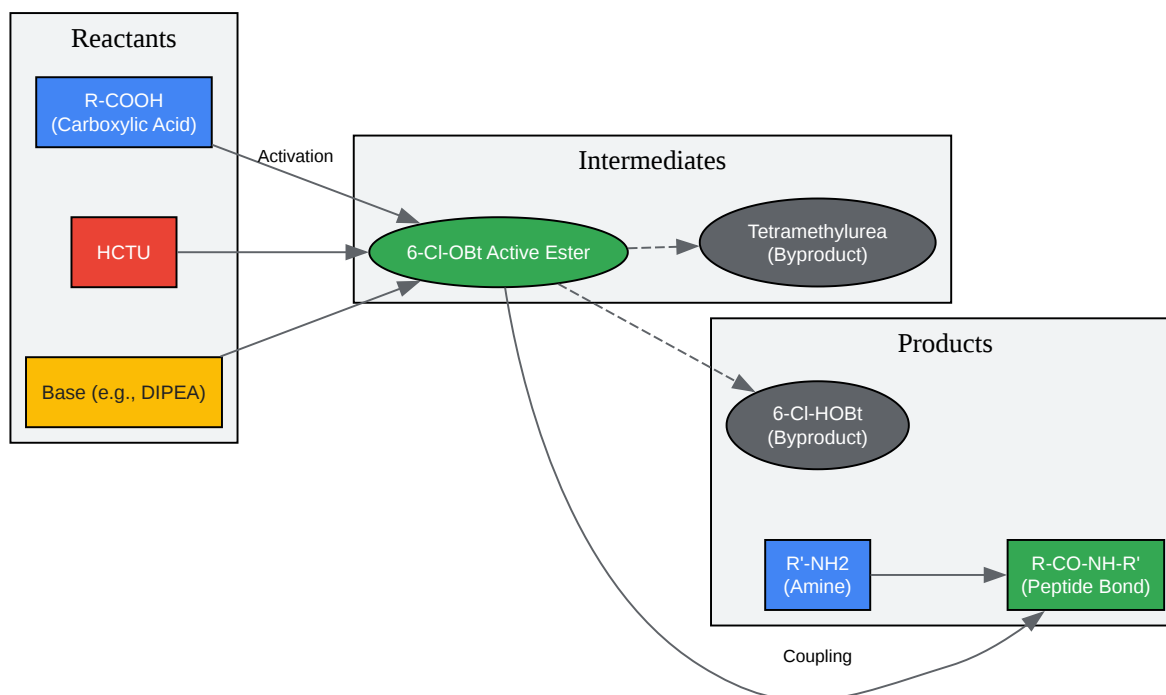 Reactants
R-COOH
(Carboxylic Acid)
Activation
HCTU
Base (e.g., DIPEA)
Intermediates
6-Cl-OBt Active Ester
Tetramethylurea
(Byproduct)
Products
6-Cl-HOBt
(Byproduct)
R'-NH2
(Amine)
R-CO-NH-R'
(Peptide Bond)
Coupling